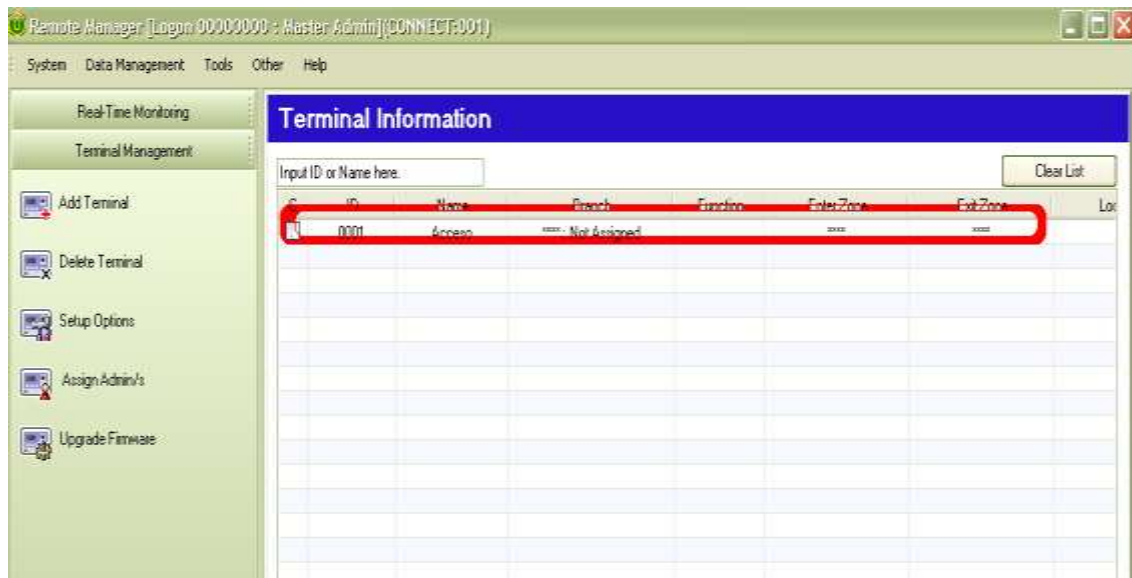 Remote Manager [Logon 00000000 : Master Admin](CONNECT:001)
System Data Management Tools Other Help
Real-Time Monitoring
Terminal Management
Add Terminal
Delete Terminal
Setup Options
Assign Admin/s
Upgrade Firmware
Terminal Information
Input ID or Name here.
Clear List
C ID Name Branch Function Enter Zone Exit Zone Loc
0001 Acceso **** : Not Assigned **** ****